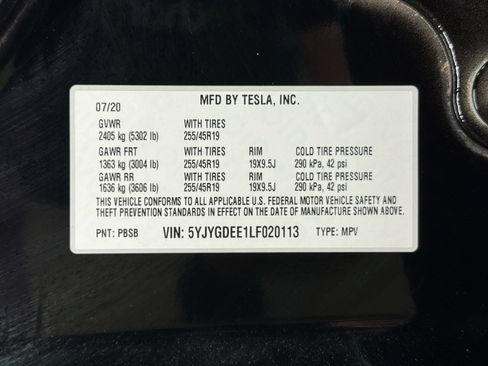 MFD BY TESLA, INC.
07/20
GVWR WITH TIRES
2405 kg (5302 lb) 255/45R19
GAWR FRT WITH TIRES RIM COLD TIRE PRESSURE
1363 kg (3004 lb) 255/45R19 19X9.5J 290 kPa, 42 psi
GAWR RR WITH TIRES RIM COLD TIRE PRESSURE
1636 kg (3606 lb) 255/45R19 19X9.5J 290 kPa, 42 psi
THIS VEHICLE CONFORMS TO ALL APPLICABLE U.S. FEDERAL MOTOR VEHICLE SAFETY AND
THEFT PREVENTION STANDARDS IN EFFECT ON THE DATE OF MANUFACTURE SHOWN ABOVE.
PNT: PBSB VIN: 5YJYGDEE1LF020113 TYPE: MPV